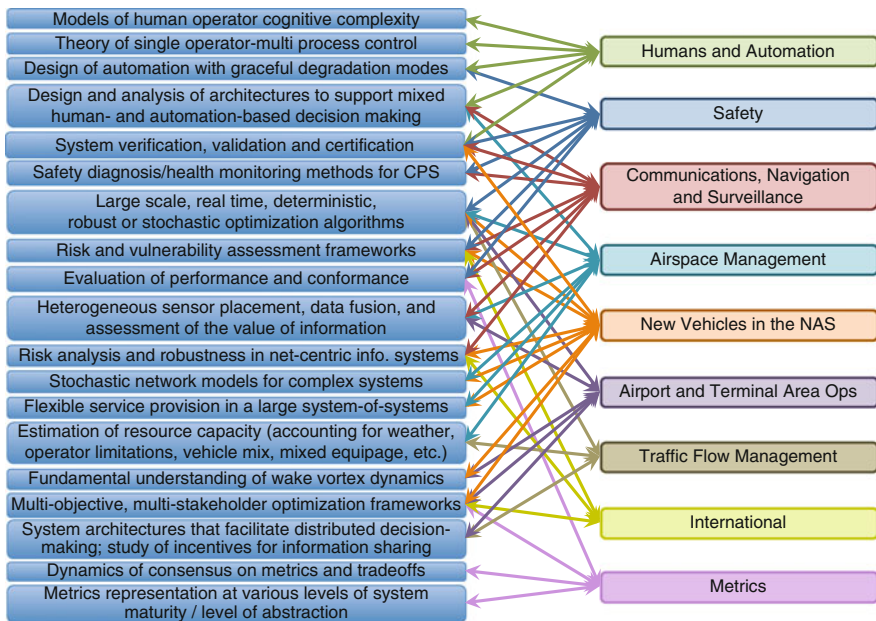 Models of human operator cognitive complexity
Theory of single operator-multi process control
Design of automation with graceful degradation modes
Design and analysis of architectures to support mixed
human- and automation-based decision making
System verification, validation and certification
Safety diagnosis/health monitoring methods for CPS
Large scale, real time, deterministic,
robust or stochastic optimization algorithms
Risk and vulnerability assessment frameworks
Evaluation of performance and conformance
Heterogeneous sensor placement, data fusion, and
assessment of the value of information
Risk analysis and robustness in net-centric info. systems
Stochastic network models for complex systems
Flexible service provision in a large system-of-systems
Estimation of resource capacity (accounting for weather,
operator limitations, vehicle mix, mixed equipage, etc.)
Fundamental understanding of wake vortex dynamics
Multi-objective, multi-stakeholder optimization frameworks
System architectures that facilitate distributed decision-
making; study of incentives for information sharing
Dynamics of consensus on metrics and tradeoffs
Metrics representation at various levels of system
maturity / level of abstraction
Humans and Automation
Safety
Communications, Navigation
and Surveillance
Airspace Management
New Vehicles in the NAS
Airport and Terminal Area Ops
Traffic Flow Management
International
Metrics